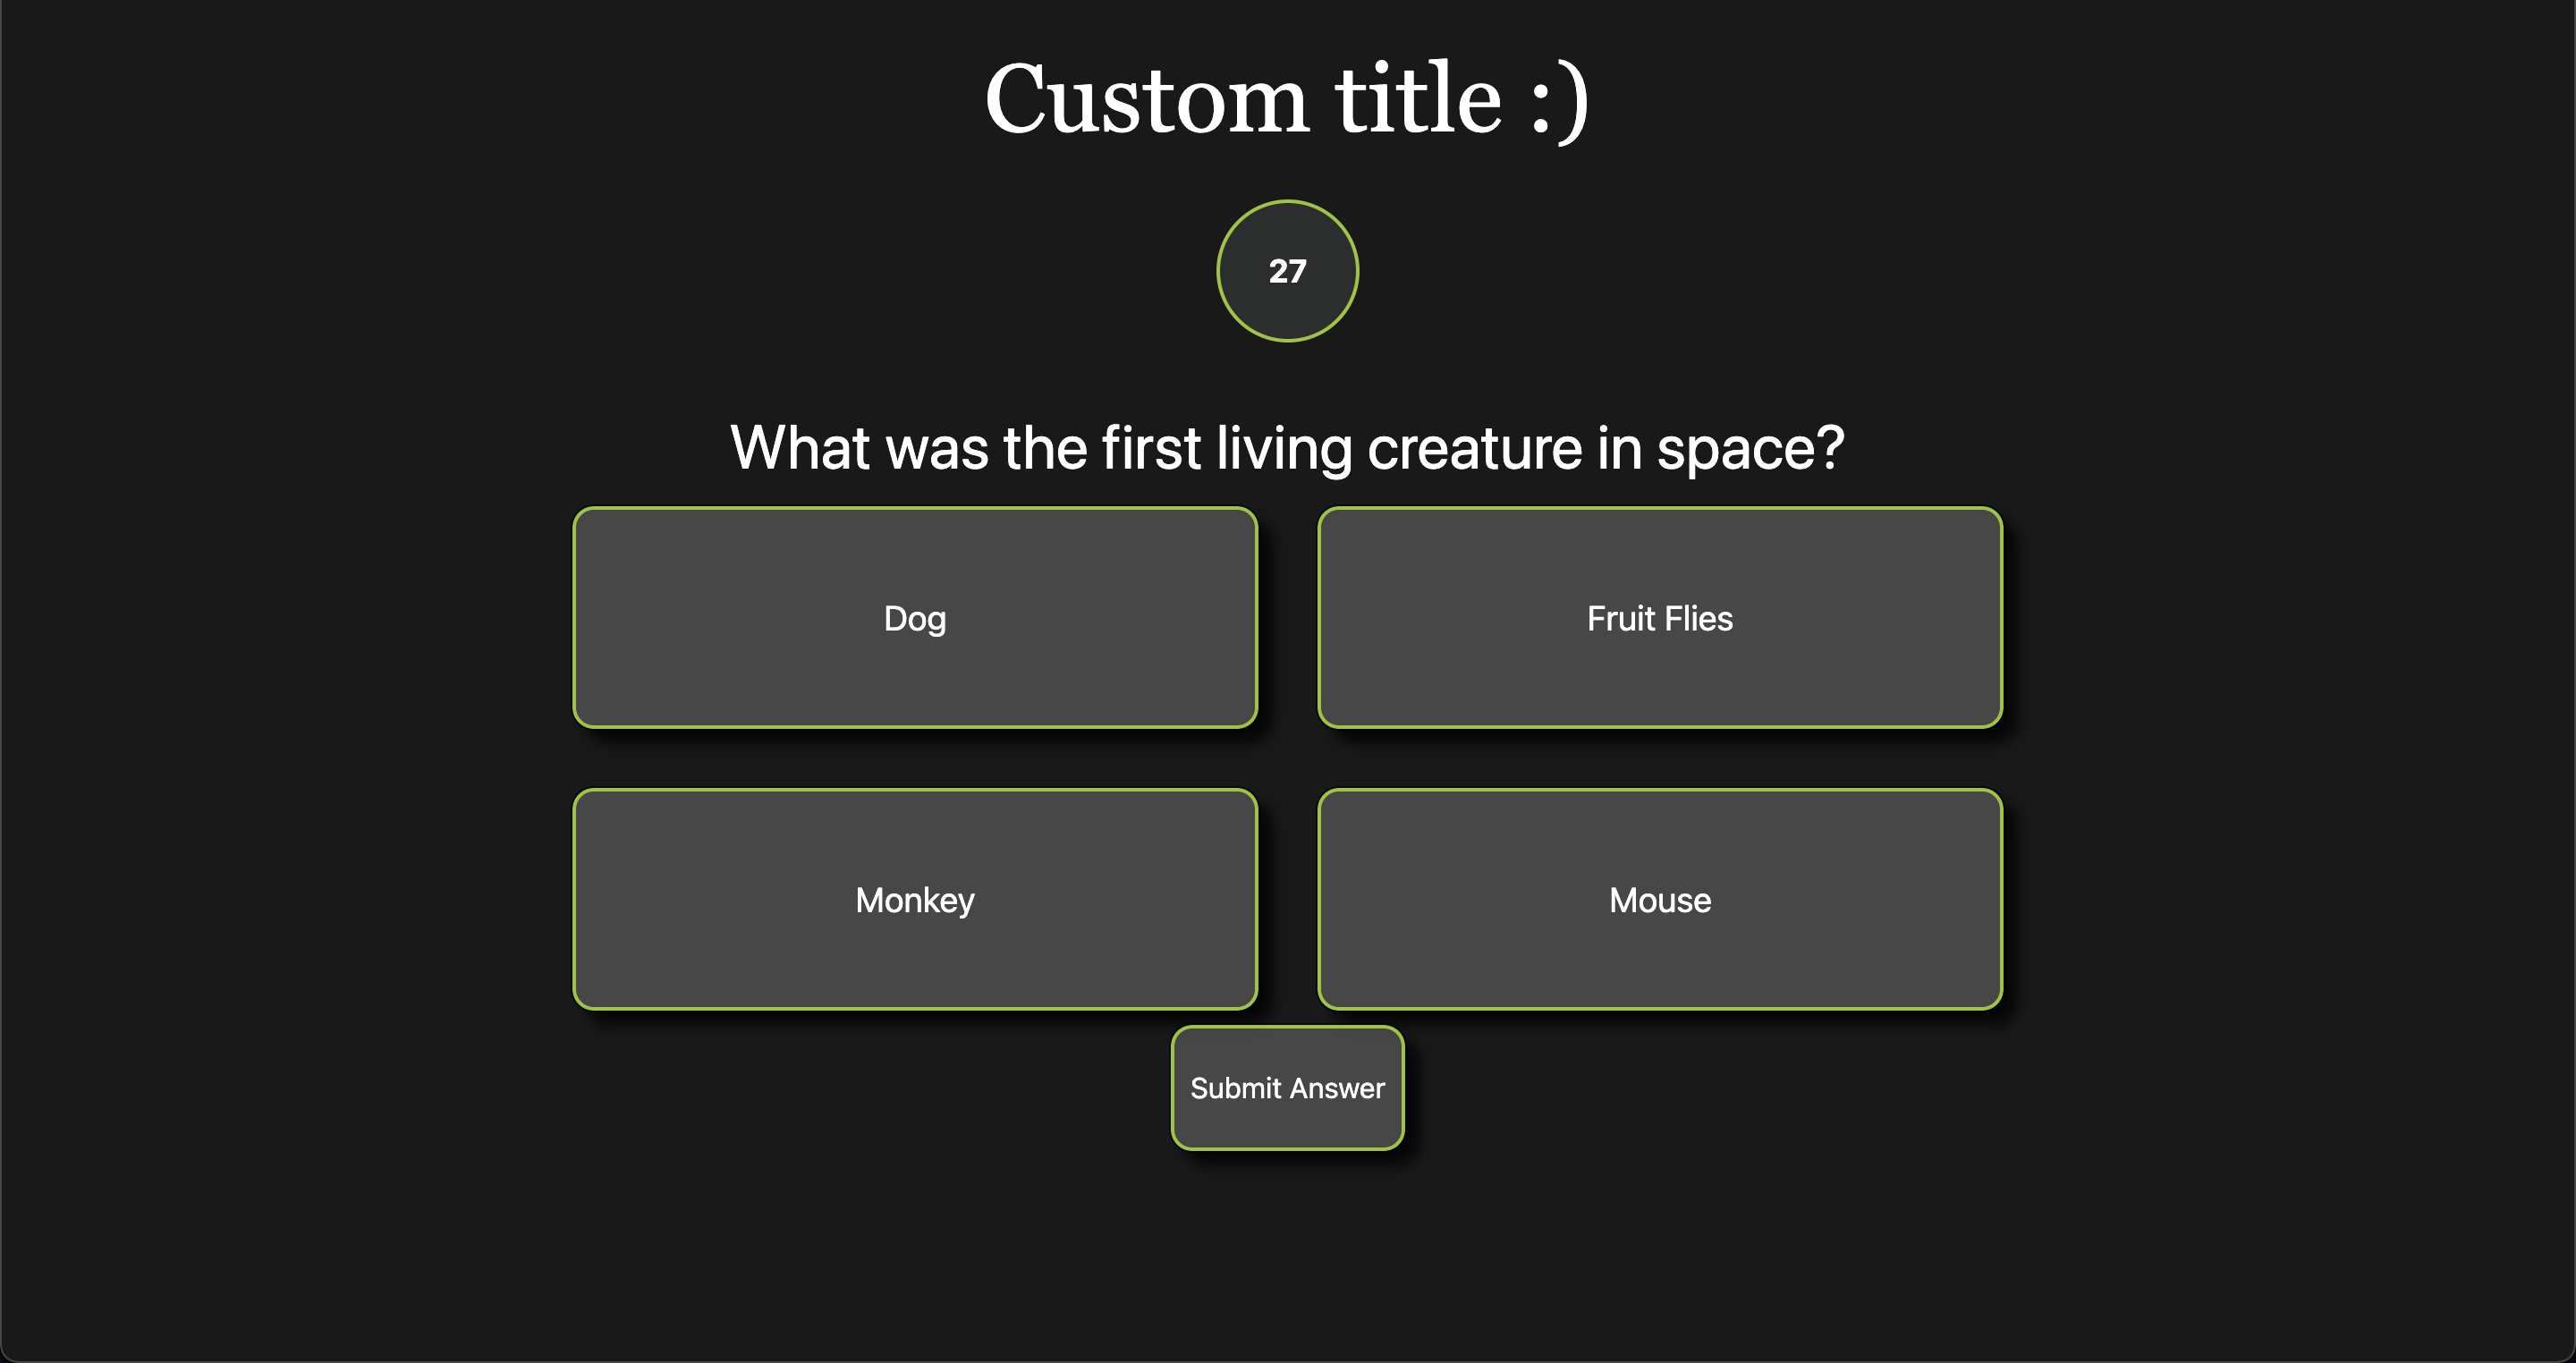 Custom title :)
27
What was the first living creature in space?
Dog
Fruit Flies
Monkey
Mouse
Submit Answer